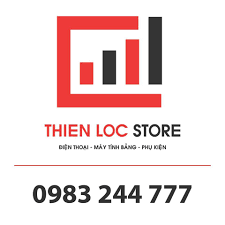 THIEN LOC STORE
ĐIỆN THOẠI - MÁY TÍNH BẢNG - PHỤ KIỆN
0983 244 777